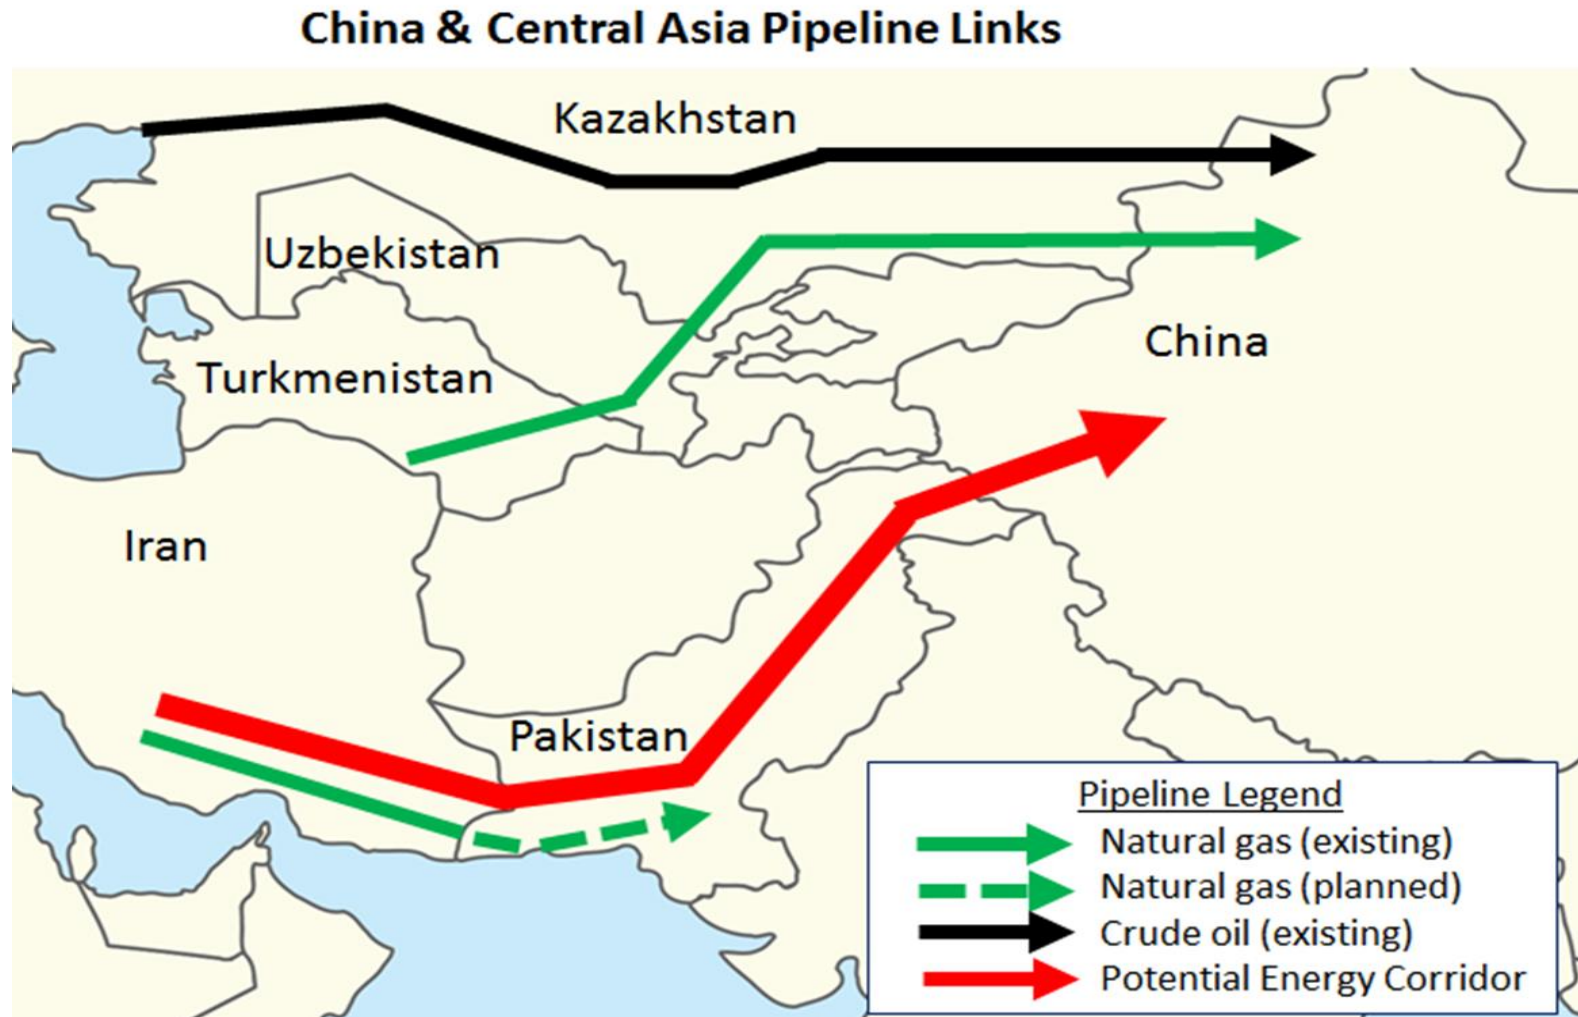 China & Central Asia Pipeline Links
Kazakhstan
Uzbekistan
Turkmenistan
China
Iran
Pakistan
Pipeline Legend
Natural gas (existing)
Natural gas (planned)
Crude oil (existing)
Potential Energy Corridor